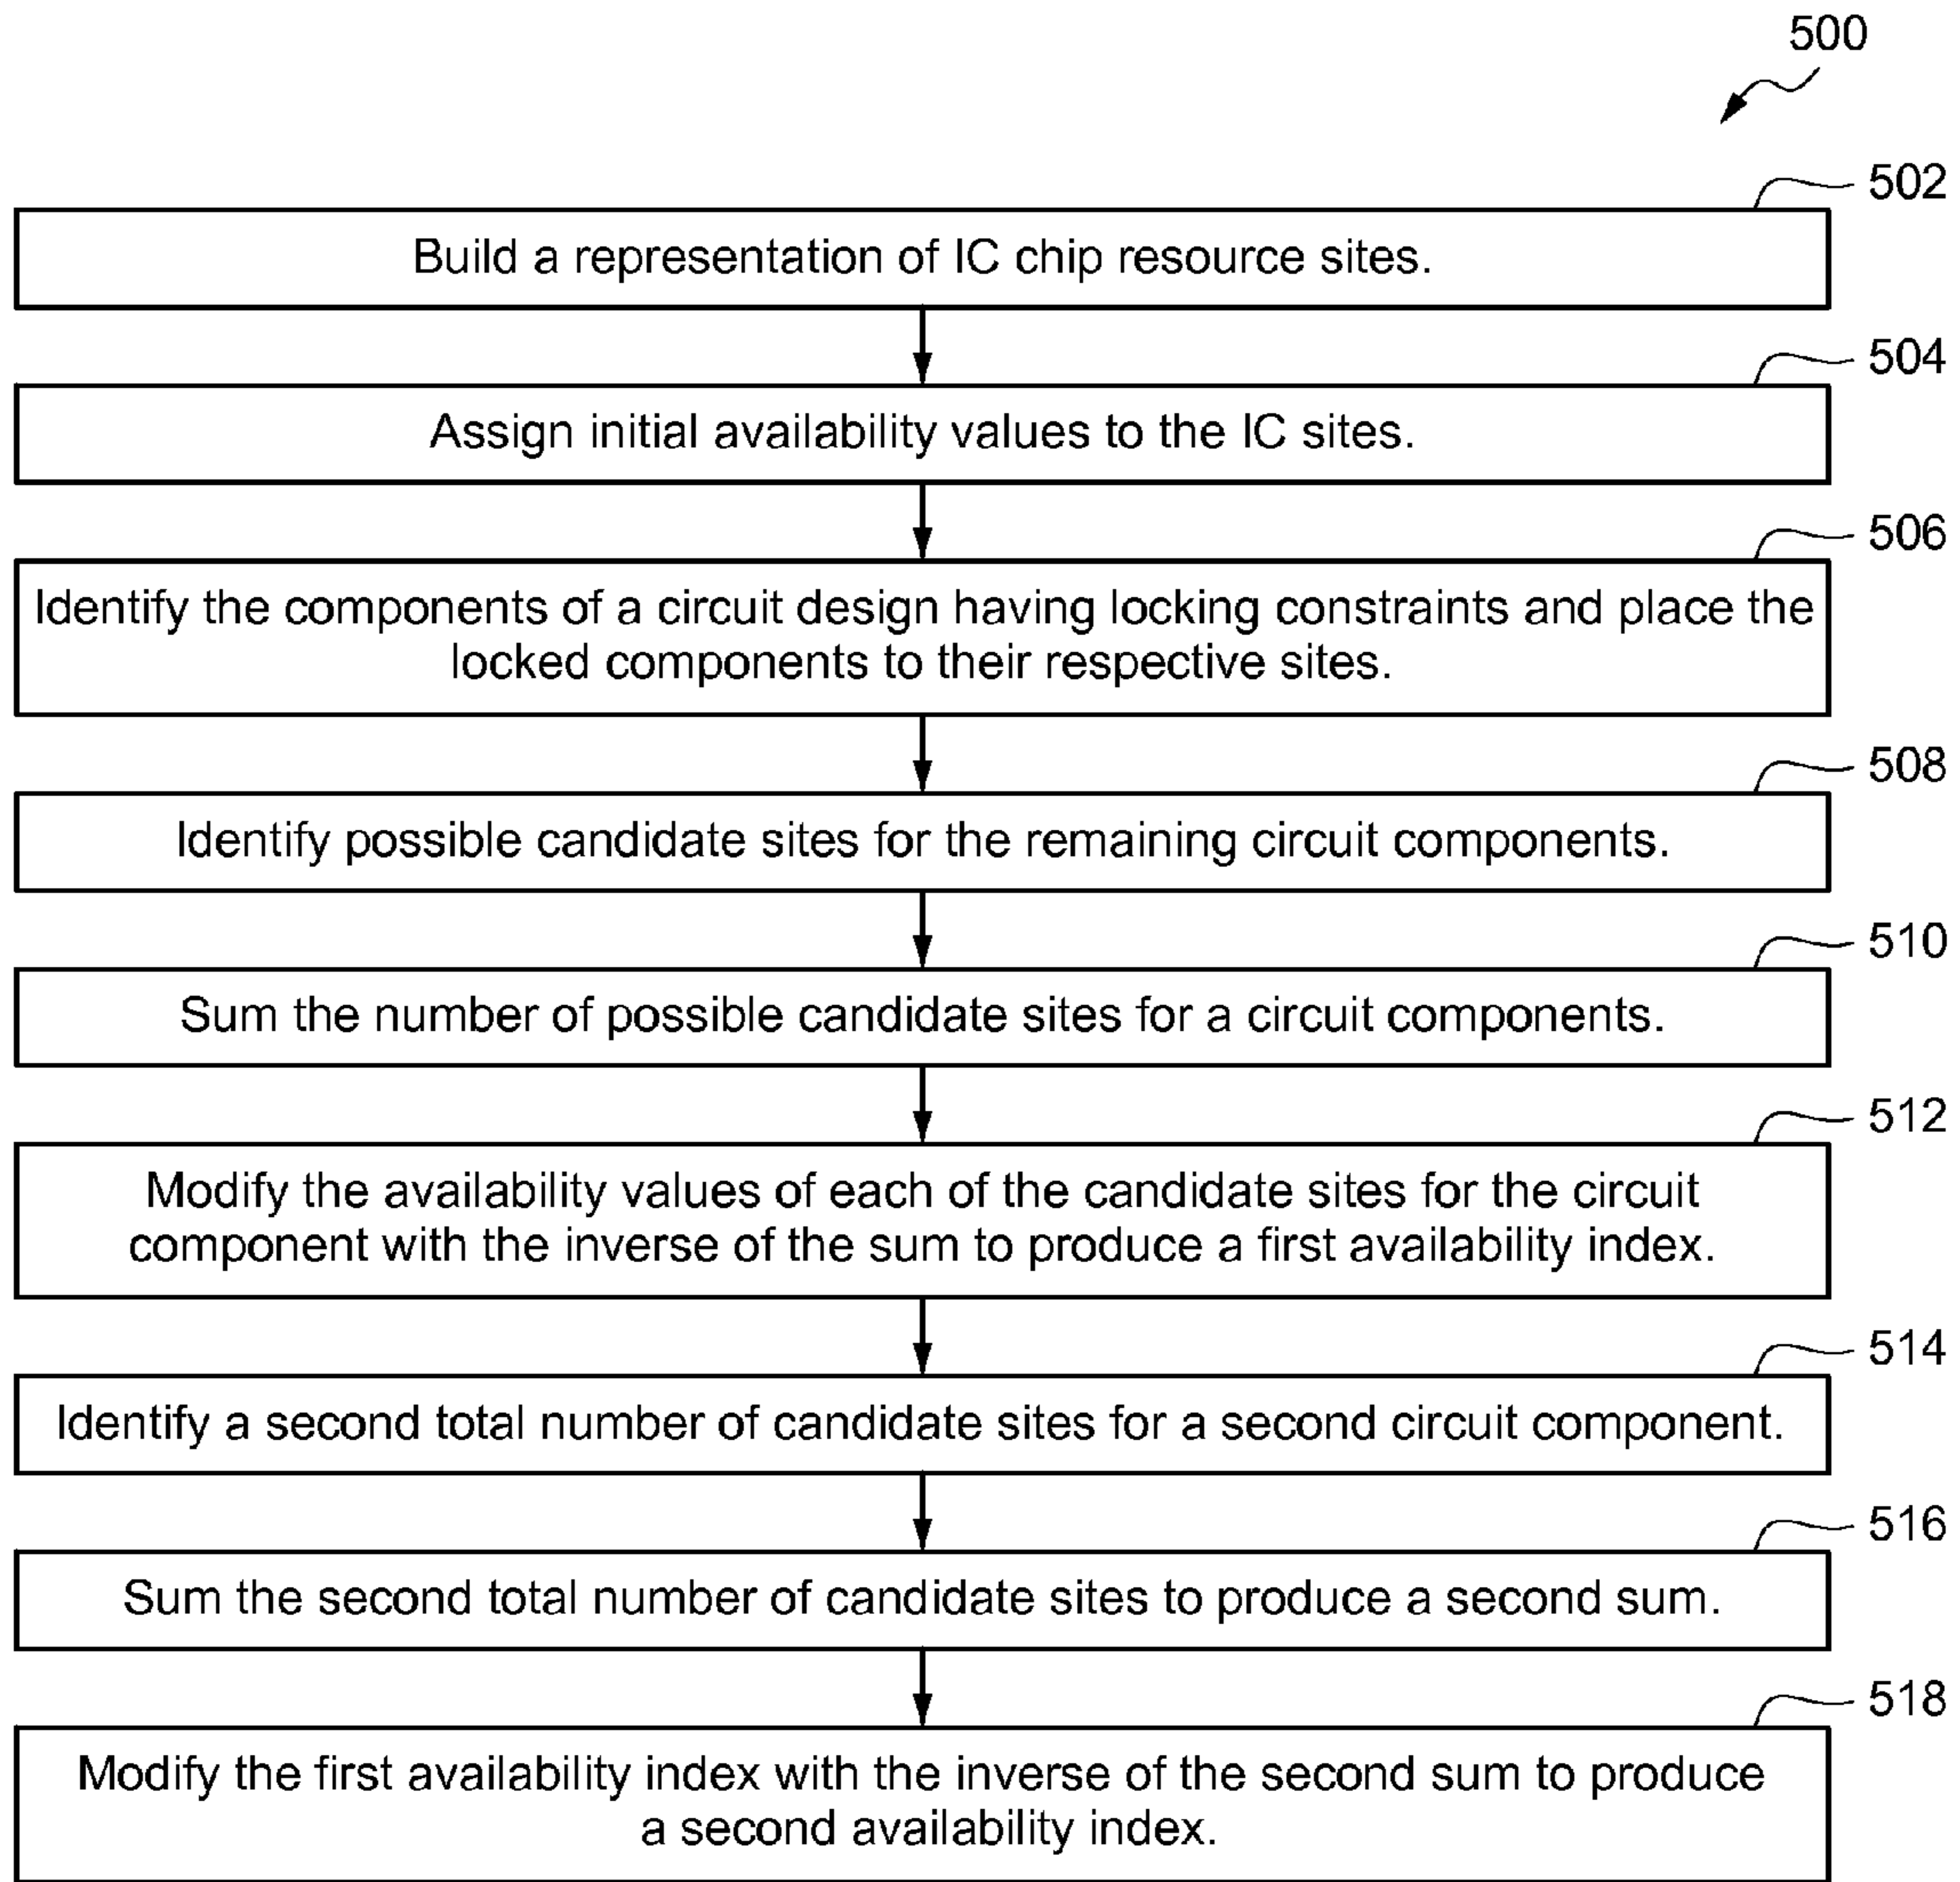 500
502
Build a representation of IC chip resource sites.
504
Assign initial availability values to the IC sites.
506
Identify the components of a circuit design having locking constraints and place the
locked components to their respective sites.
508
Identify possible candidate sites for the remaining circuit components.
510
Sum the number of possible candidate sites for a circuit components.
512
Modify the availability values of each of the candidate sites for the circuit
component with the inverse of the sum to produce a first availability index.
514
Identify a second total number of candidate sites for a second circuit component.
516
Sum the second total number of candidate sites to produce a second sum.
518
Modify the first availability index with the inverse of the second sum to produce
a second availability index.